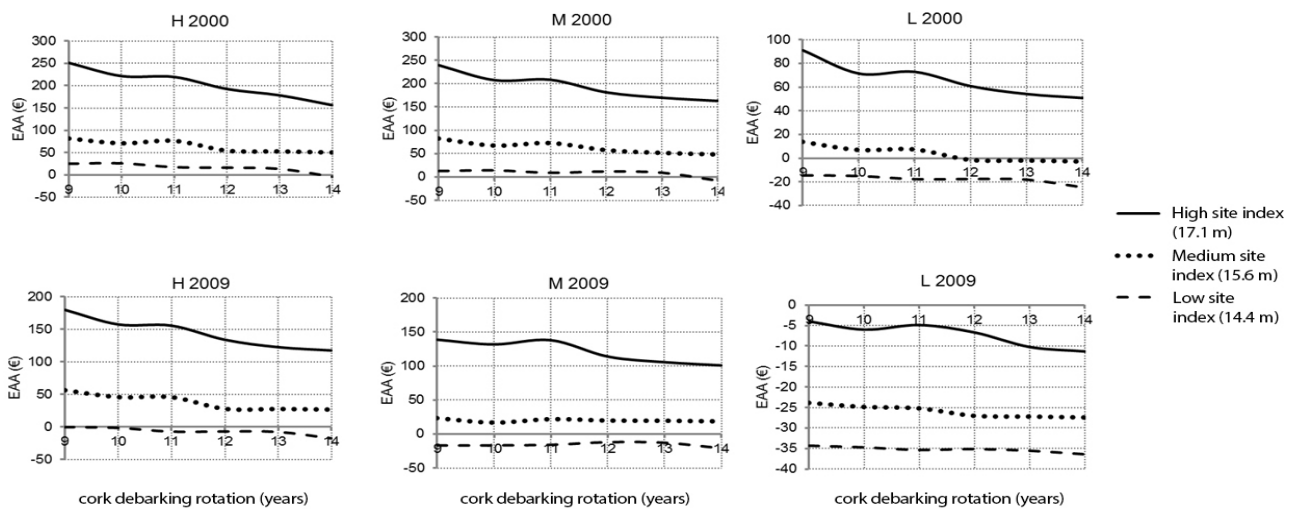 H 2000
300
250
200
150
100
50
0
-50
EAA (€)
9 10 11 12 13 14
M 2000
300
250
200
150
100
50
0
-50
EAA (€)
9 10 11 12 13 14
L 2000
100
80
60
40
20
0
-20
-40
EAA (€)
9 10 11 12 13 14
H 2009
200
150
100
50
0
-50
EAA (€)
9 10 11 12 13 14
cork debarking rotation (years)
M 2009
200
150
100
50
0
-50
EAA (€)
9 10 11 12 13 14
cork debarking rotation (years)
L 2009
0
-5
-10
-15
-20
-25
-30
-35
-40
EAA (€)
9 10 11 12 13 14
cork debarking rotation (years)
High site index
(17.1 m)
Medium site
index (15.6 m)
Low site
index (14.4 m)